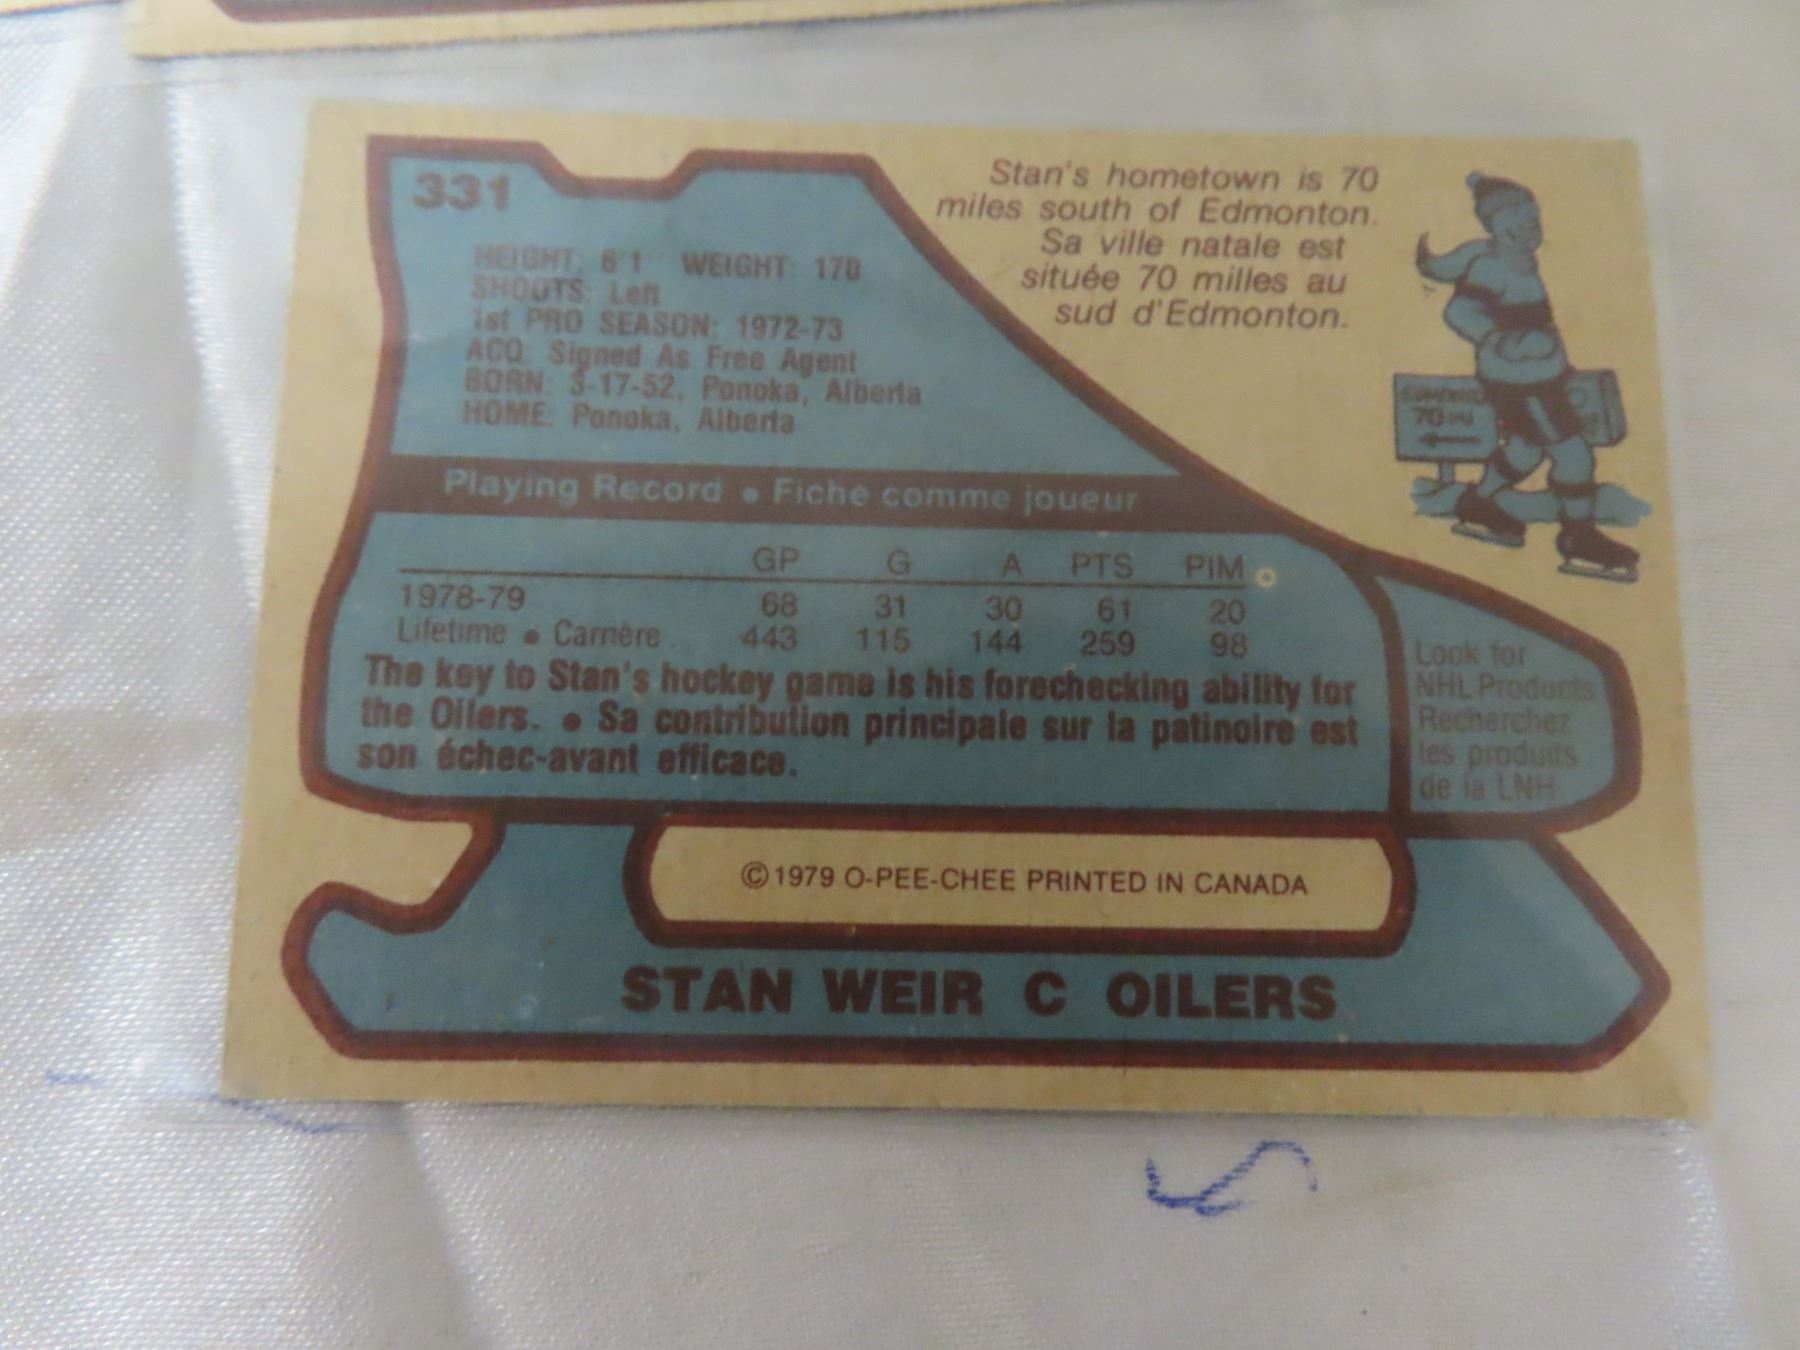 331
Stan's hometown is 70
miles south of Edmonton.
Sa ville natale est
située 70 milles au
sud d'Edmonton.
HEIGHT: 6'1" WEIGHT: 170
SHOOTS: Left
1st PRO SEASON: 1972-73
ACQ: Signed As Free Agent
BORN: 3-17-52, Ponoka, Alberta
HOME: Ponoka, Alberta
EDMONTON
70 MI
Playing Record • Fiche comme joueur
GP G A PTS PIM
1978-79 68 31 30 61 20
Lifetime • Carrière 443 115 144 259 98
The key to Stan's hockey game is his forechecking ability for
the Oilers. • Sa contribution principale sur la patinoire est
son échec-avant efficace.
Look for
NHL Products
Recherchez
les produits
de la LNH
©1979 O-PEE-CHEE PRINTED IN CANADA
STAN WEIR C OILERS